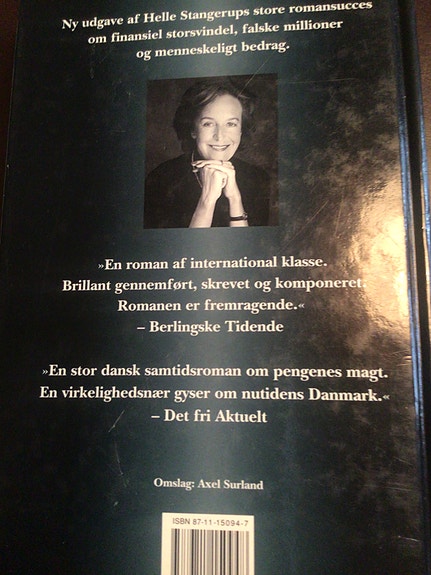 Ny udgave af Helle Stangerups store romansucces
om finansiel storsvindel, falske millioner
og menneskeligt bedrag.
»En roman af international klasse.
Brillant gennemført, skrevet og komponeret.
Romanen er fremragende.«
– Berlingske Tidende
»En stor dansk samtidsroman om pengenes magt.
En virkelighedsnær gyser om nutidens Danmark.«
– Det fri Aktuelt
Omslag: Axel Surland
ISBN 87-11-15094-7